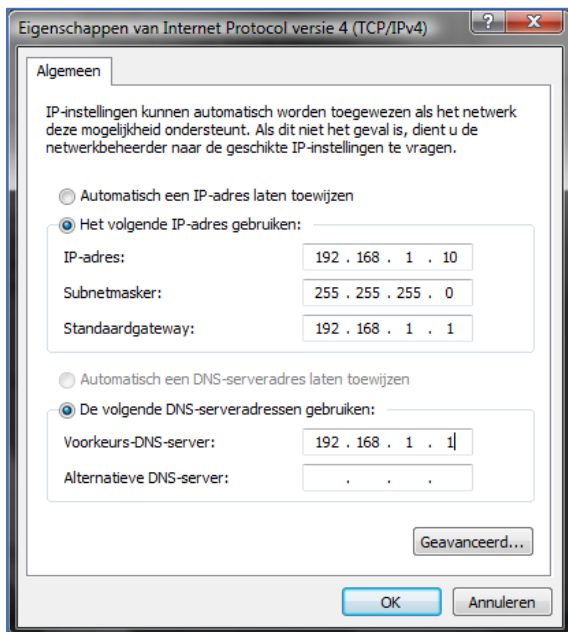 Eigenschappen van Internet Protocol versie 4 (TCP/IPv4)
Algemeen
IP-instellingen kunnen automatisch worden toegewezen als het netwerk
deze mogelijkheid ondersteunt. Als dit niet het geval is, dient u de
netwerkbeheerder naar de geschikte IP-instellingen te vragen.
Automatisch een IP-adres laten toewijzen
Het volgende IP-adres gebruiken:
IP-adres: 192 . 168 . 1 . 10
Subnetmasker: 255 . 255 . 255 . 0
Standaardgateway: 192 . 168 . 1 . 1
Automatisch een DNS-serveradres laten toewijzen
De volgende DNS-serveradressen gebruiken:
Voorkeurs-DNS-server: 192 . 168 . 1 . 1
Alternatieve DNS-server: . . .
Geavanceerd...
OK Annuleren